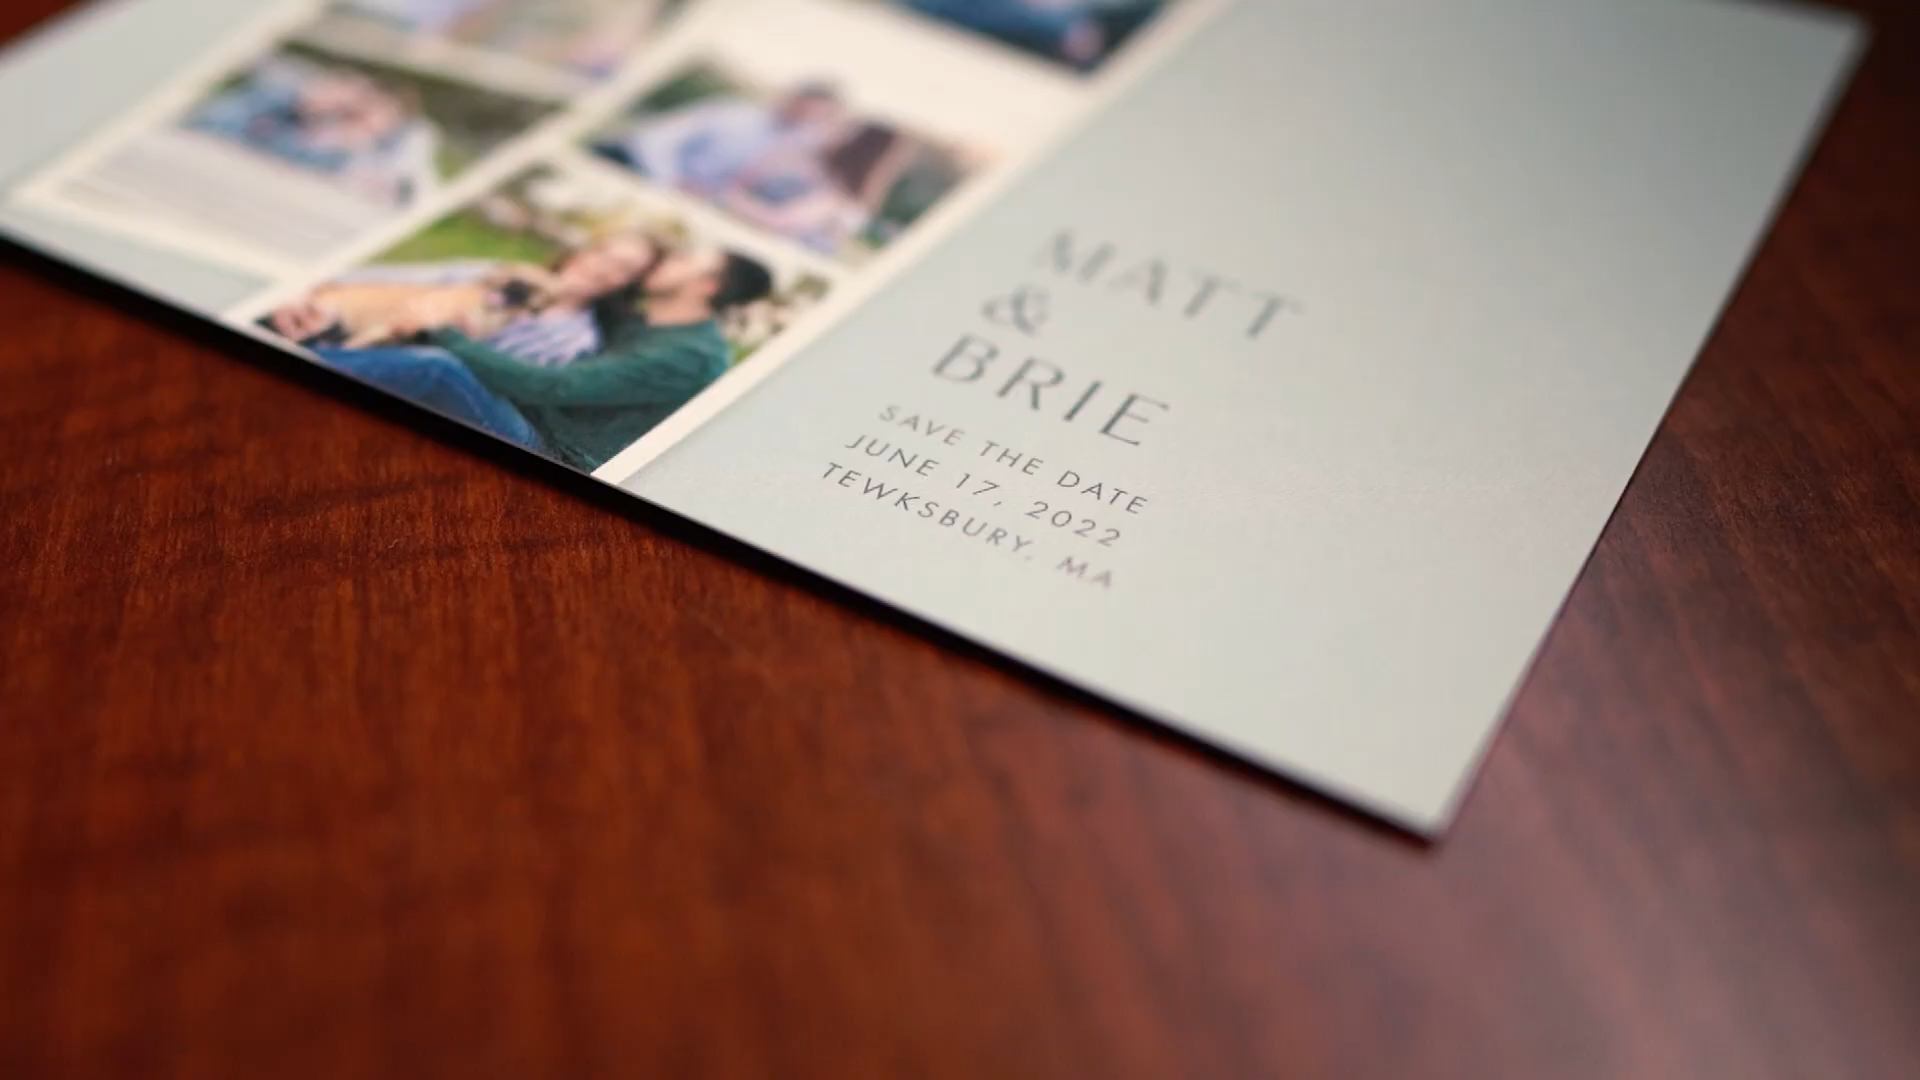 MATT
&
BRIE
SAVE THE DATE
JUNE 17, 2022
TEWKSBURY, MA